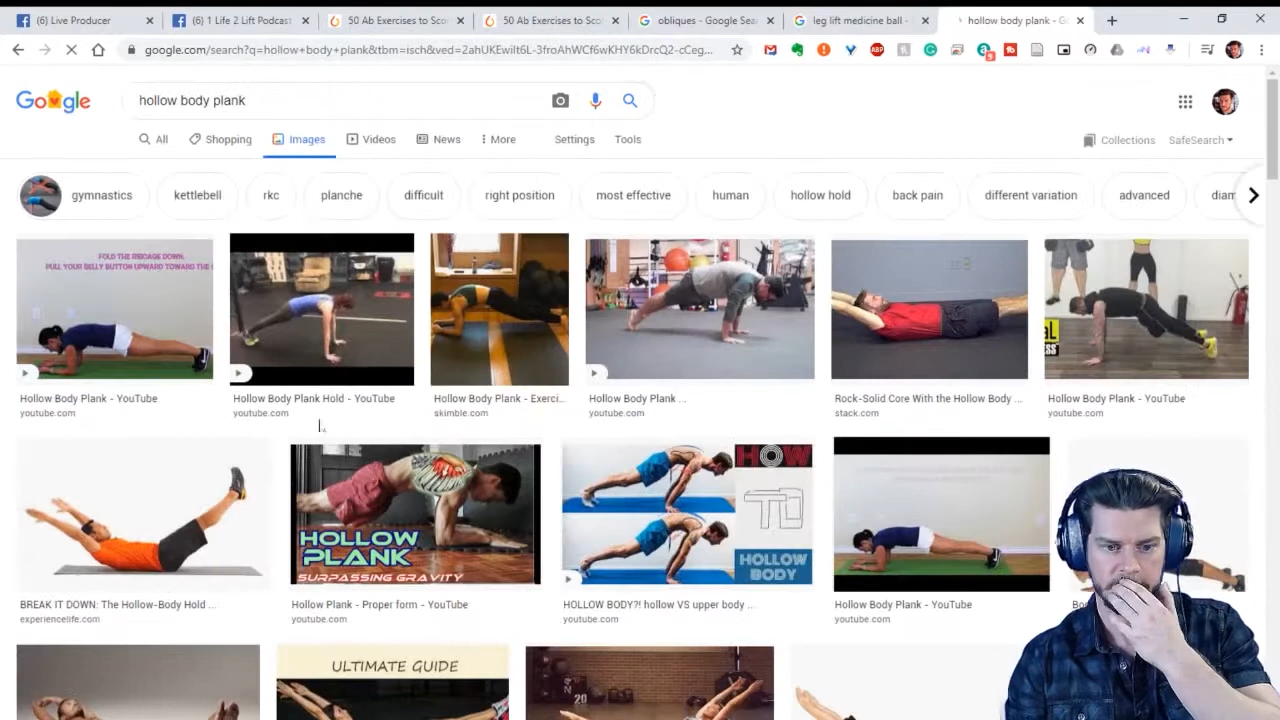 (6) Live Producer
(6) 1 Life 2 Lift Podcast
50 Ab Exercises to Sco
50 Ab Exercises to Sco
obliques - Google Sea
leg lift medicine ball -
hollow body plank - G
google.com/search?q=hollow+body+plank&tbm=isch&ved=2ahUKEwiIt6L-3froAhWCf6wKHY6kDrcQ2-cCeg...
ABP
5
Google
hollow body plank
All
Shopping
Images
Videos
News
More
Settings
Tools
Collections
SafeSearch
gymnastics
kettlebell
rkc
planche
difficult
right position
most effective
human
hollow hold
back pain
different variation
advanced
diam
FOLD THE RIBCAGE DOWN.
PULL YOUR BELLY BUTTON UPWARD TOWARD THE
Hollow Body Plank - YouTube
youtube.com
Hollow Body Plank Hold - YouTube
youtube.com
Hollow Body Plank - Exerci...
skimble.com
Hollow Body Plank ...
youtube.com
Rock-Solid Core With the Hollow Body ...
stack.com
Hollow Body Plank - YouTube
youtube.com
HOLLOW
PLANK
SURPASSING GRAVITY
HOW
TO
HOLLOW
BODY
BREAK IT DOWN: The Hollow-Body Hold ...
experiencelife.com
Hollow Plank - Proper form - YouTube
youtube.com
HOLLOW BODY?! hollow VS upper body ...
youtube.com
Hollow Body Plank - YouTube
youtube.com
ULTIMATE GUIDE
20